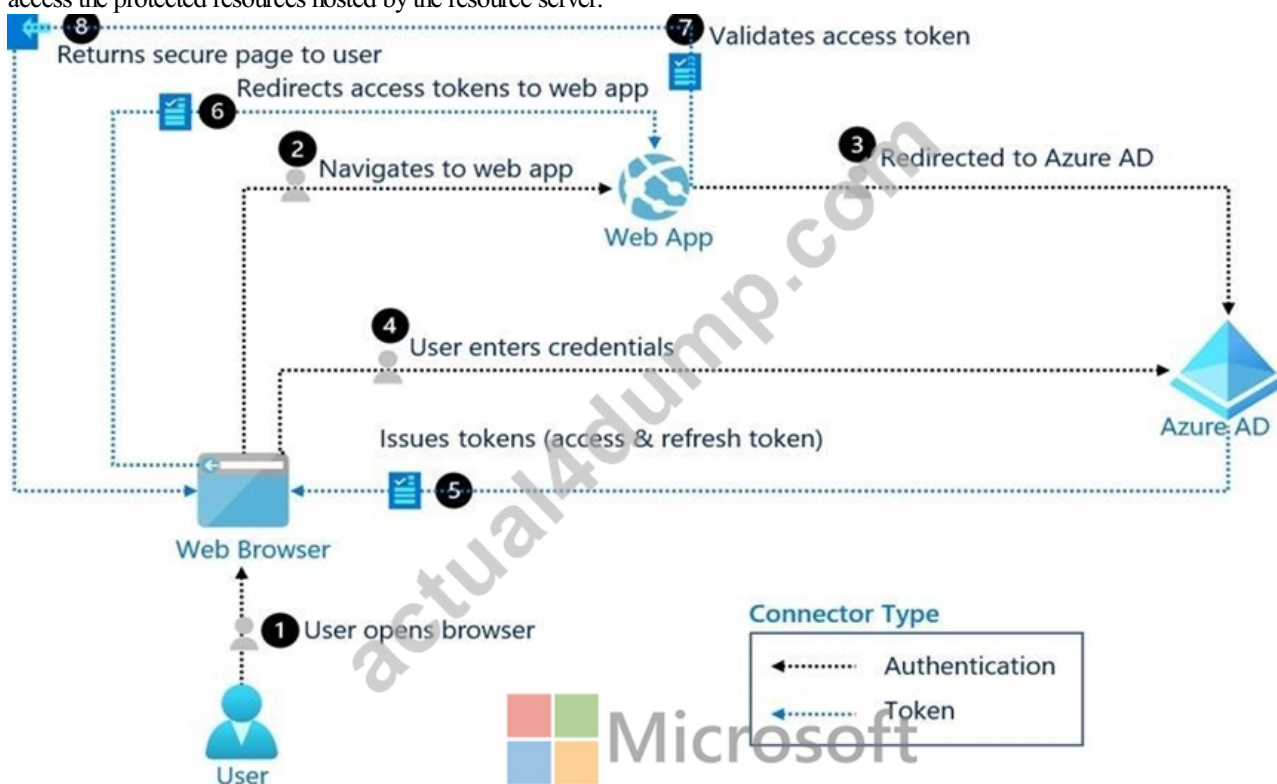 access the protected resources hosted by the resource server.
8
Returns secure page to user
7
Validates access token
6
Redirects access tokens to web app
2
Navigates to web app
3
Redirected to Azure AD
Web App
4
User enters credentials
Azure AD
Issues tokens (access & refresh token)
5
Web Browser
1
User opens browser
User
Connector Type
Authentication
Token
Microsoft
actual4dump.com